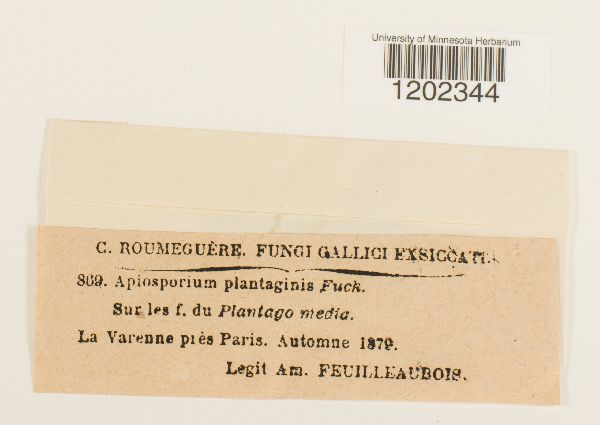 University of Minnesota Herbarium
1202344
C. ROUMEGUÈRE. FUNGI GALLICI EXSICCATI.
869. Apiosporium plantaginis Fuck.
Sur les f. du Plantago media.
La Varenne près Paris. Automne 1879.
Legit Am. FEUILLEAUBOIS.